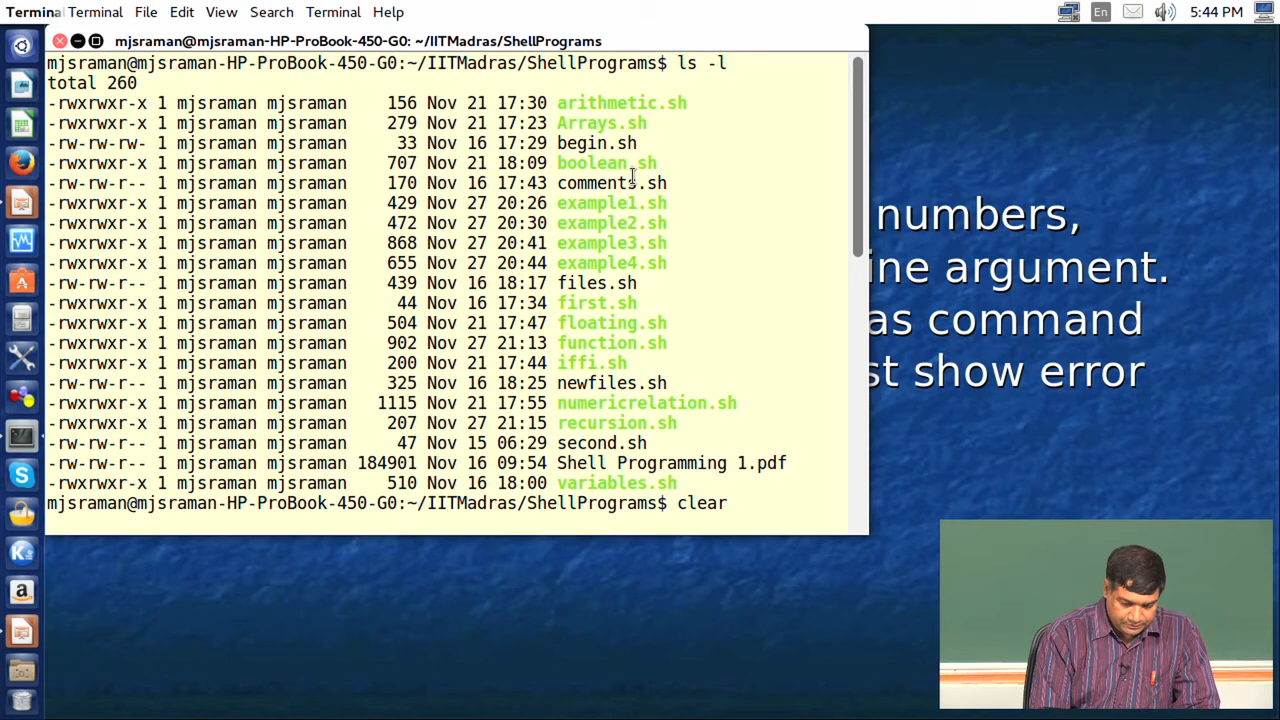 Terminal Terminal File Edit View Search Terminal Help En 5:44 PM
mjsraman@mjsraman-HP-ProBook-450-G0: ~/IITMadras/ShellPrograms
mjsraman@mjsraman-HP-ProBook-450-G0:~/IITMadras/ShellPrograms$ ls -l
total 260
-rwxrwxr-x 1 mjsraman mjsraman 156 Nov 21 17:30 arithmetic.sh
-rwxrwxr-x 1 mjsraman mjsraman 279 Nov 21 17:23 Arrays.sh
-rw-rw-rw- 1 mjsraman mjsraman 33 Nov 16 17:29 begin.sh
-rwxrwxr-x 1 mjsraman mjsraman 707 Nov 21 18:09 boolean.sh
-rw-rw-r-- 1 mjsraman mjsraman 170 Nov 16 17:43 comments.sh
-rwxrwxr-x 1 mjsraman mjsraman 429 Nov 27 20:26 example1.sh
-rwxrwxr-x 1 mjsraman mjsraman 472 Nov 27 20:30 example2.sh
-rwxrwxr-x 1 mjsraman mjsraman 868 Nov 27 20:41 example3.sh
-rwxrwxr-x 1 mjsraman mjsraman 655 Nov 27 20:44 example4.sh
-rw-rw-r-- 1 mjsraman mjsraman 439 Nov 16 18:17 files.sh
-rwxrwxr-x 1 mjsraman mjsraman 44 Nov 16 17:34 first.sh
-rwxrwxr-x 1 mjsraman mjsraman 504 Nov 21 17:47 floating.sh
-rwxrwxr-x 1 mjsraman mjsraman 902 Nov 27 21:13 function.sh
-rwxrwxr-x 1 mjsraman mjsraman 200 Nov 21 17:44 iffi.sh
-rw-rw-r-- 1 mjsraman mjsraman 325 Nov 16 18:25 newfiles.sh
-rwxrwxr-x 1 mjsraman mjsraman 1115 Nov 21 17:55 numericrelation.sh
-rwxrwxr-x 1 mjsraman mjsraman 207 Nov 27 21:15 recursion.sh
-rw-rw-r-- 1 mjsraman mjsraman 47 Nov 15 06:29 second.sh
-rw-rw-r-- 1 mjsraman mjsraman 184901 Nov 16 09:54 Shell Programming 1.pdf
-rwxrwxr-x 1 mjsraman mjsraman 510 Nov 16 18:00 variables.sh
mjsraman@mjsraman-HP-ProBook-450-G0:~/IITMadras/ShellPrograms$ clear
numbers,
ine argument.
as command
st show error